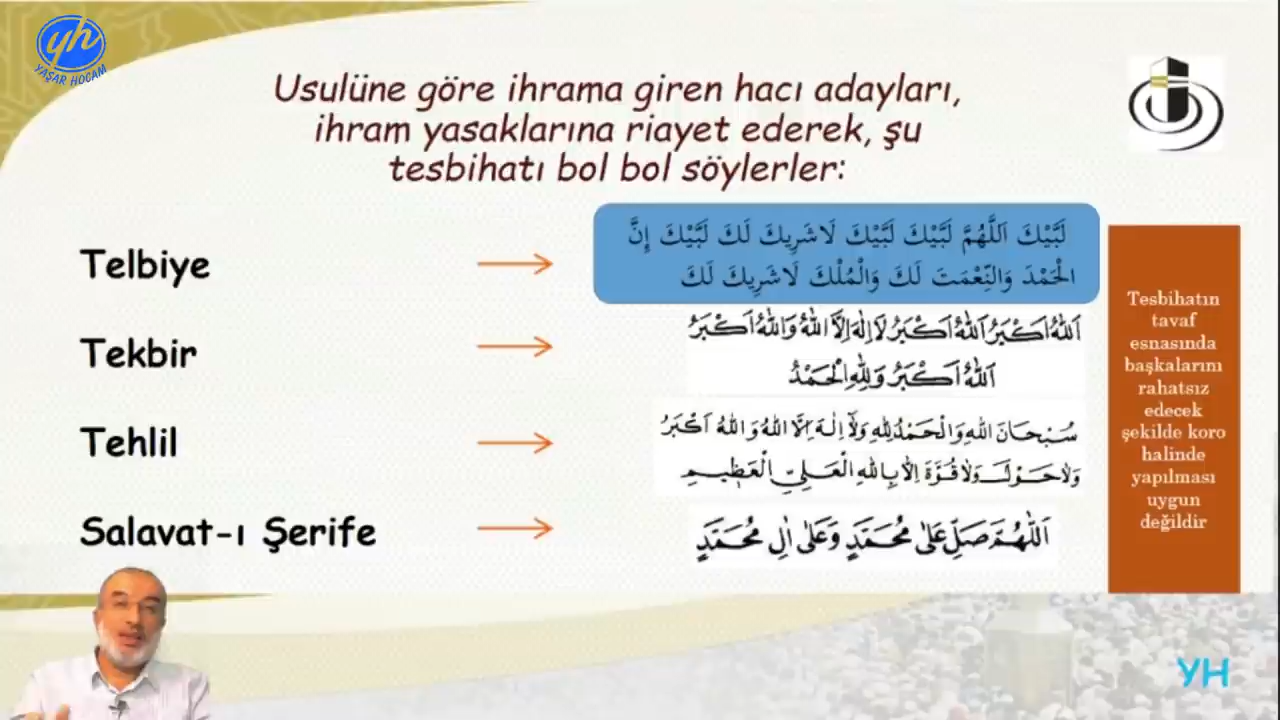 yh
YAŞAR HOCAM
Usulüne göre ihrama giren hacı adayları,
ihram yasaklarına riayet ederek, şu
tesbihatı bol bol söylerler:
Telbiye
لَبَّيْكَ اَللَّهُمَّ لَبَّيْكَ لَبَّيْكَ لَاشَرِيكَ لَكَ لَبَّيْكَ إِنَّ
الْحَمْدَ وَالنِّعْمَتَ لَكَ وَالْمُلْكَ لَاشَرِيكَ لَكَ
Tekbir
اَللّٰهُ اَكْبَرُ اَللّٰهُ اَكْبَرُ لَا اِلٰهَ اِلَّا اللّٰهُ وَاللّٰهُ اَكْبَرُ
اَللّٰهُ اَكْبَرُ وَلِلّٰهِ الْحَمْدُ
Tehlil
سُبْحَانَ اللّٰهِ وَالْحَمْدُ لِلّٰهِ وَلَا اِلٰهَ اِلَّا اللّٰهُ وَاللّٰهُ اَكْبَرُ
وَلَا حَوْلَ وَلَا قُوَّةَ اِلَّا بِاللّٰهِ الْعَلِيِّ الْعَظِيمِ
Salavat-ı Şerife
اَللّٰهُمَّ صَلِّ عَلٰى مُحَمَّدٍ وَعَلٰى اٰلِ مُحَمَّدٍ
Tesbihatın
tavaf
esnasında
başkalarını
rahatsız
edecek
şekilde koro
halinde
yapılması
uygun
değildir
YH